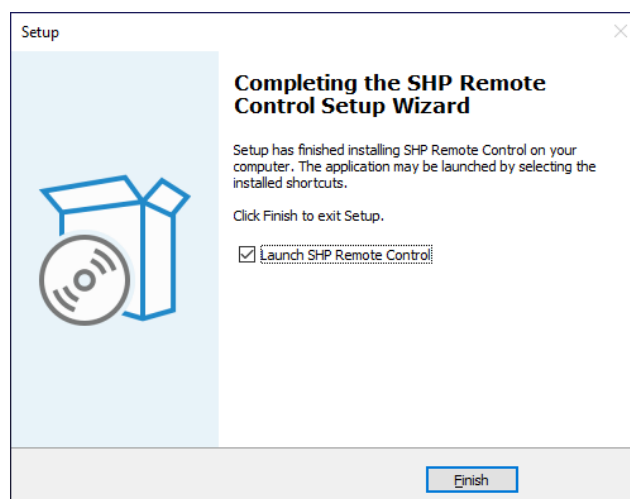 Setup
Completing the SHP Remote
Control Setup Wizard
Setup has finished installing SHP Remote Control on your
computer. The application may be launched by selecting the
installed shortcuts.
Click Finish to exit Setup.
Launch SHP Remote Control
Finish